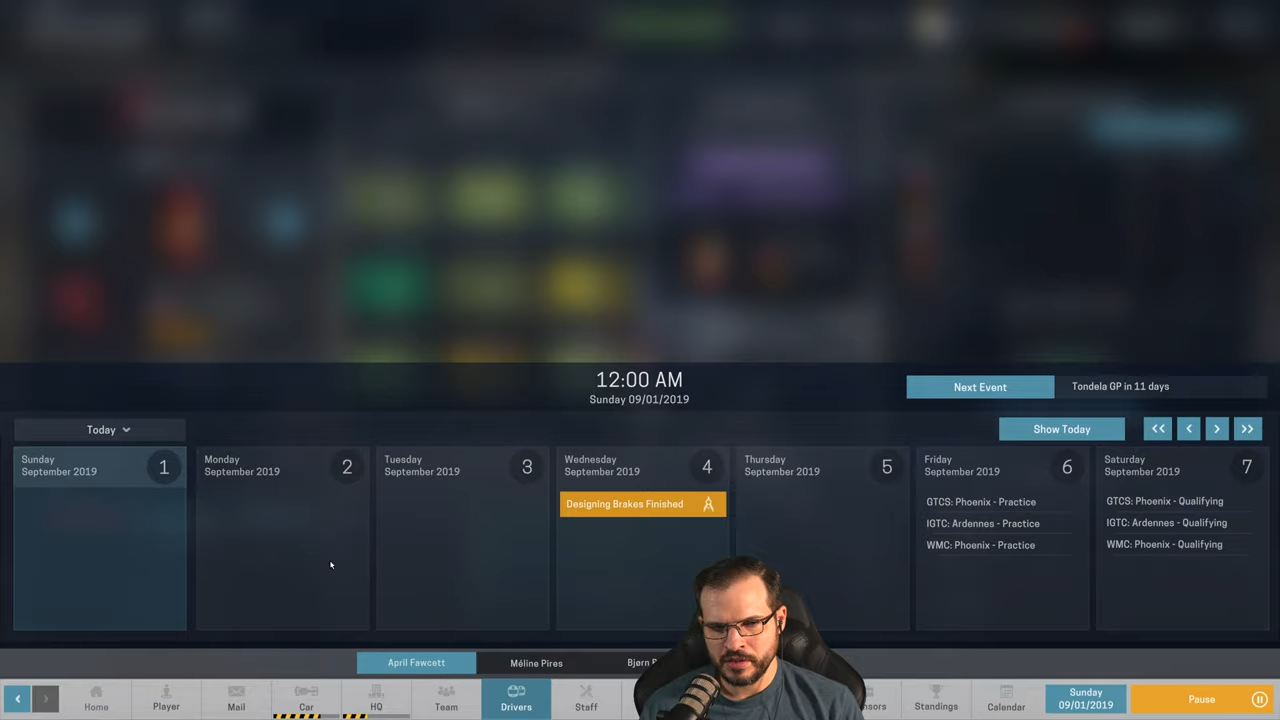 12:00 AM
Sunday 09/01/2019
Next Event
Tondela GP in 11 days
Today
Show Today
<<
<
>
>>
Sunday
September 2019
1
Monday
September 2019
2
Tuesday
September 2019
3
Wednesday
September 2019
4
Thursday
September 2019
5
Friday
September 2019
6
Saturday
September 2019
7
Designing Brakes Finished
GTCS: Phoenix - Practice
IGTC: Ardennes - Practice
WMC: Phoenix - Practice
GTCS: Phoenix - Qualifying
IGTC: Ardennes - Qualifying
WMC: Phoenix - Qualifying
April Fawcett
Méline Pires
Bjørn
Home
Player
Mail
Car
HQ
Team
Drivers
Staff
Standings
Calendar
Sunday
09/01/2019
Pause